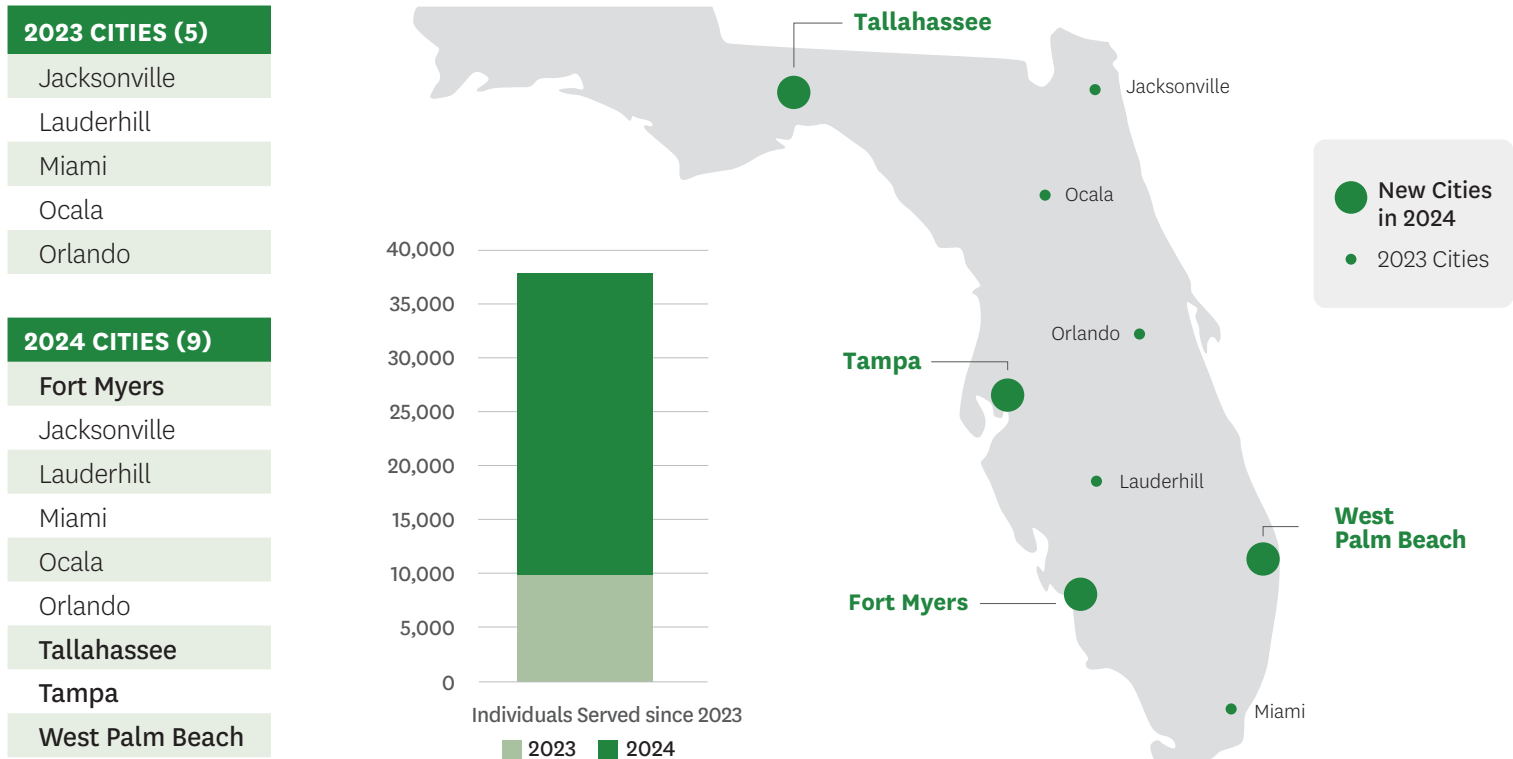 2023 CITIES (5)
Jacksonville
Lauderhill
Miami
Ocala
Orlando
2024 CITIES (9)
Fort Myers
Jacksonville
Lauderhill
Miami
Ocala
Orlando
Tallahassee
Tampa
West Palm Beach
40,000
35,000
30,000
25,000
20,000
15,000
10,000
5,000
0
Individuals Served since 2023
2023
2024
Tallahassee
Jacksonville
Ocala
Orlando
Tampa
Lauderhill
West
Palm Beach
Fort Myers
Miami
New Cities
in 2024
2023 Cities